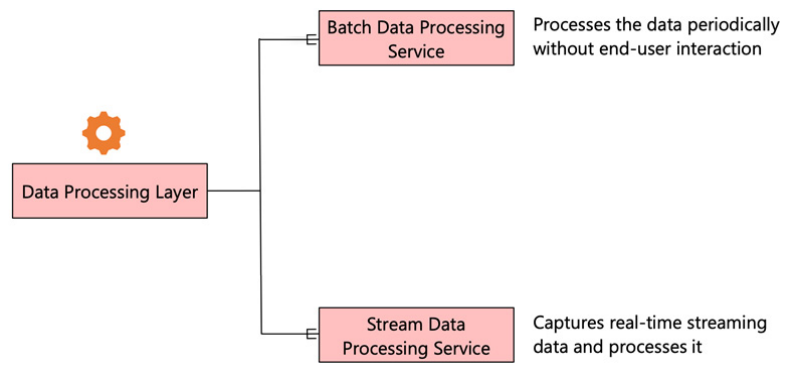 Batch Data Processing
Service
Processes the data periodically
without end-user interaction
Data Processing Layer
Stream Data
Processing Service
Captures real-time streaming
data and processes it